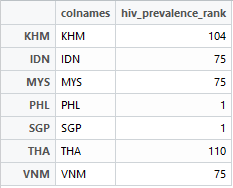 colnames hiv_prevalence_rank
KHM KHM 104
IDN IDN 75
MYS MYS 75
PHL PHL 1
SGP SGP 1
THA THA 110
VNM VNM 75